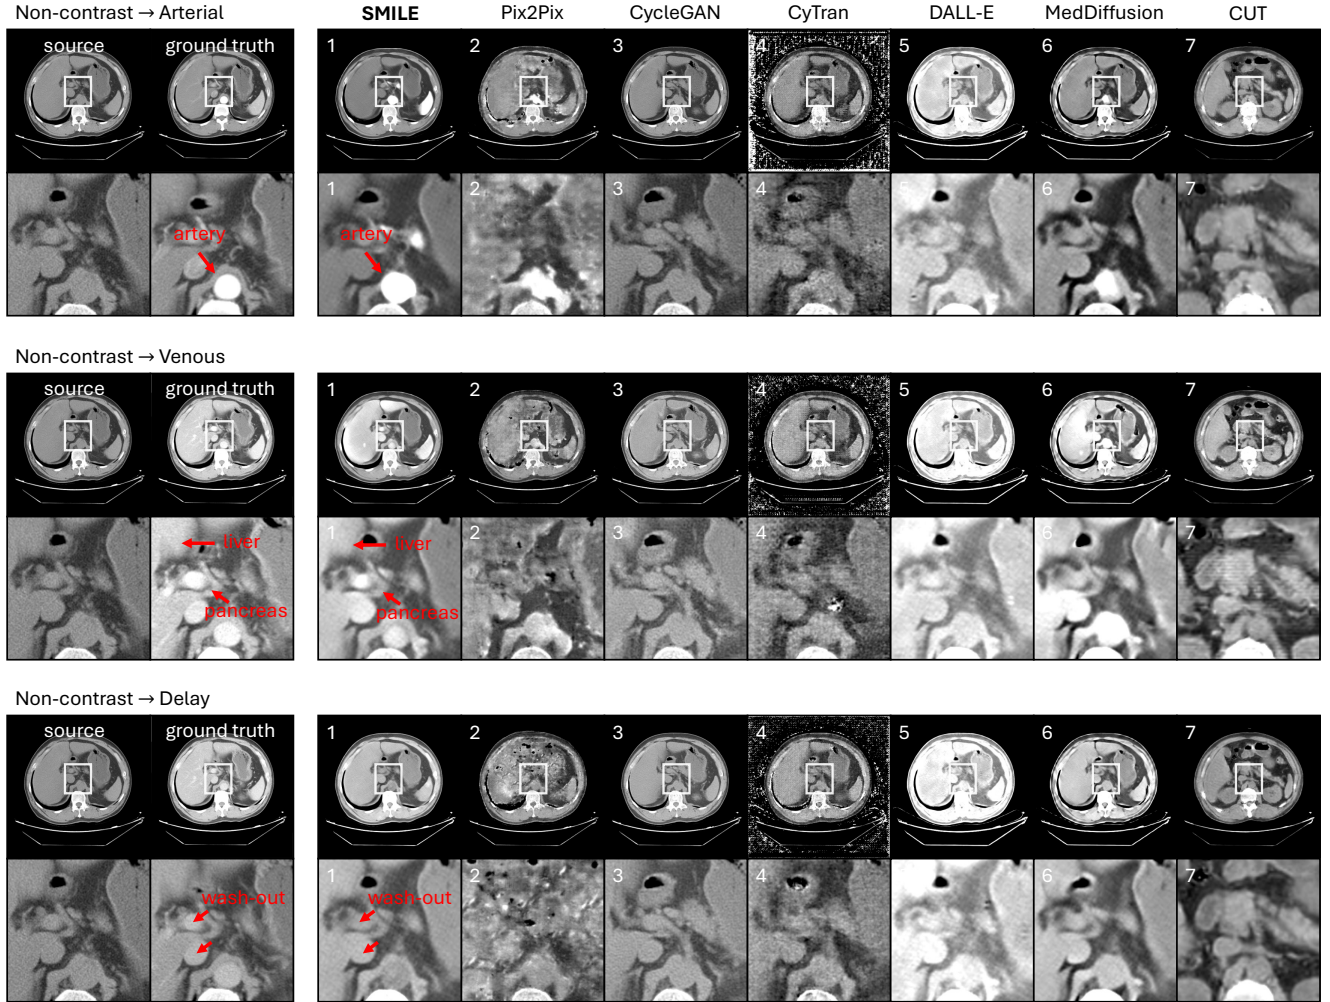 Non-contrast → Arterial
SMILE Pix2Pix CycleGAN CyTran DALL-E MedDiffusion CUT
source ground truth 1 2 3 4 5 6 7
1 2 3 4 5 6 7
artery artery
Non-contrast → Venous
source ground truth 1 2 3 4 5 6 7
1 2 3 4 5 6 7
liver liver
pancreas pancreas
Non-contrast → Delay
source ground truth 1 2 3 4 5 6 7
1 2 3 4 5 6 7
wash-out wash-out